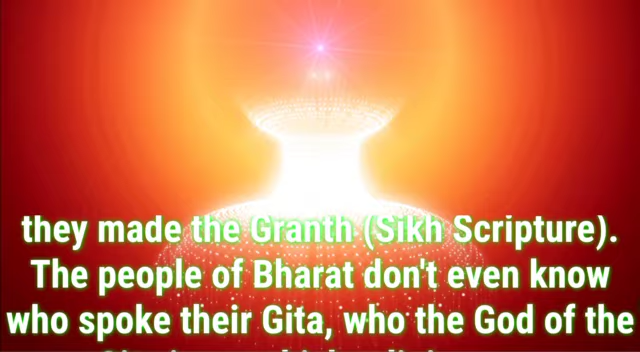 they made the Granth (Sikh Scripture).
The people of Bharat don't even know
who spoke their Gita, who the God of the